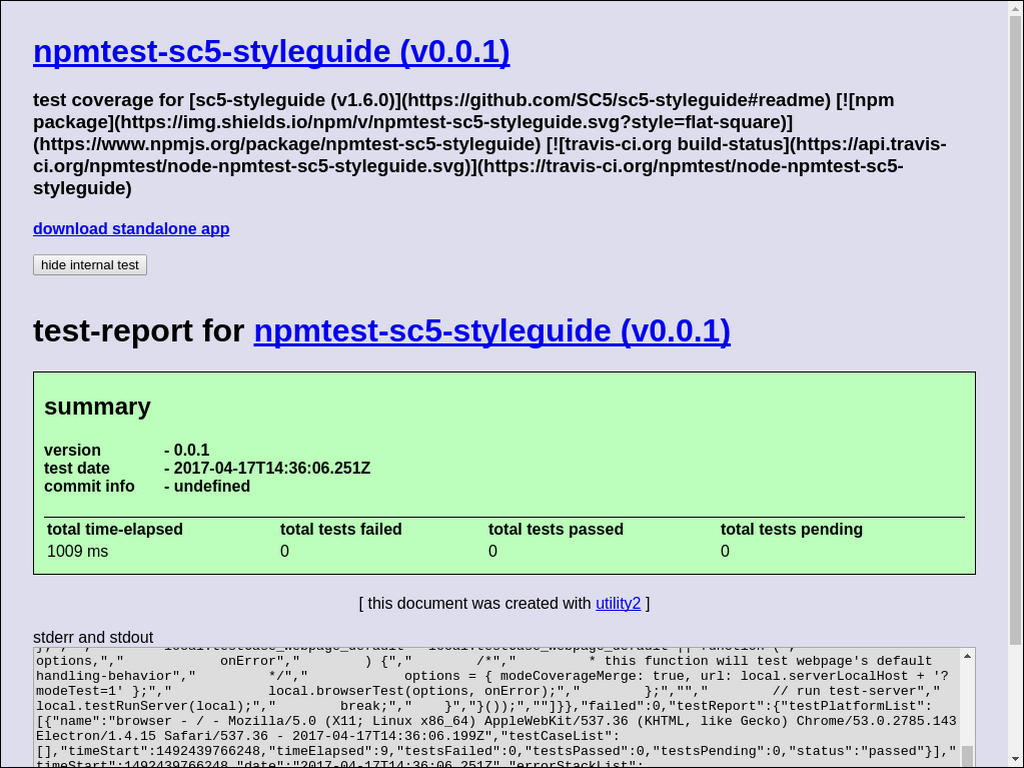 npmtest-sc5-styleguide (v0.0.1)
test coverage for [sc5-styleguide (v1.6.0)](https://github.com/SC5/sc5-styleguide#readme) [![npm
package](https://img.shields.io/npm/v/npmtest-sc5-styleguide.svg?style=flat-square)]
(https://www.npmjs.org/package/npmtest-sc5-styleguide) [![travis-ci.org build-status](https://api.travis-
ci.org/npmtest/node-npmtest-sc5-styleguide.svg)](https://travis-ci.org/npmtest/node-npmtest-sc5-
styleguide)
download standalone app
hide internal test
test-report for npmtest-sc5-styleguide (v0.0.1)
summary
version - 0.0.1
test date - 2017-04-17T14:36:06.251Z
commit info - undefined
total time-elapsed total tests failed total tests passed total tests pending
1009 ms 0 0 0
[ this document was created with utility2 ]
stderr and stdout
options,"," onError"," ) {"," /*"," * this function will test webpage's default
handling-behavior"," */"," options = { modeCoverageMerge: true, url: local.serverLocalHost + '?
modeTest=1' };"," local.browserTest(options, onError);"," };",""," // run test-server","
local.testRunServer(local);"," break;"," }","}());",""]}},"failed":0,"testReport":{"testPlatformList":
[{"name":"browser - / - Mozilla/5.0 (X11; Linux x86_64) AppleWebKit/537.36 (KHTML, like Gecko) Chrome/53.0.2785.143
Electron/1.4.15 Safari/537.36 - 2017-04-17T14:36:06.199Z","testCaseList":
[],"timeStart":1492439766248,"timeElapsed":9,"testsFailed":0,"testsPassed":0,"testsPending":0,"status":"passed"}],"
timeStart":1492439766248,"date":"2017-04-17T14:36:06.251Z","errorStackList":